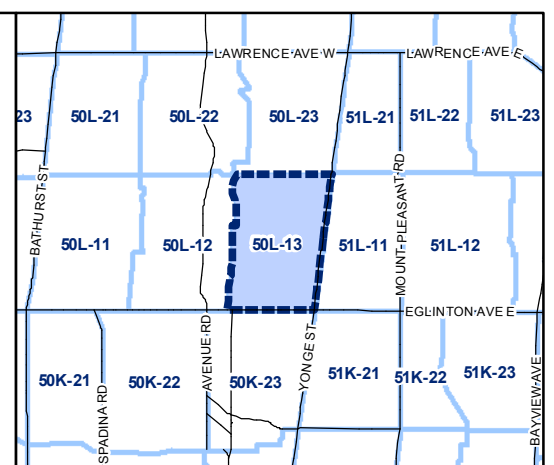 LAWRENCE AVE W
LAWRENCE AVE E
23
50L-21
50L-22
50L-23
51L-21
51L-22
51L-23
BATHURST ST
MOUNT PLEASANT RD
50L-11
50L-12
50L-13
51L-11
51L-12
EGLINTON AVE E
AVENUE RD
YONGE ST
50K-21
50K-22
50K-23
51K-21
51K-22
51K-23
SPADINA RD
BAYVIEW AVE